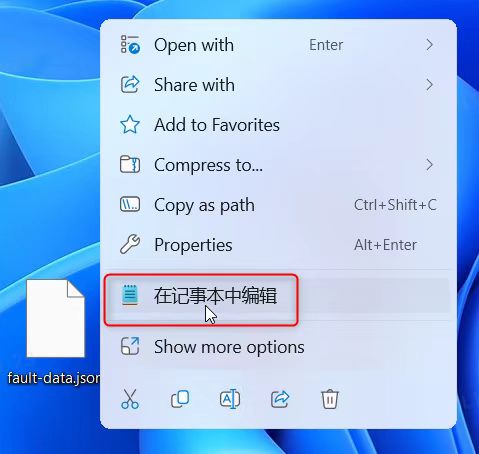 Open with Enter
Share with
Add to Favorites
Compress to...
Copy as path Ctrl+Shift+C
Properties Alt+Enter
在记事本中编辑
Show more options
fault-data.json